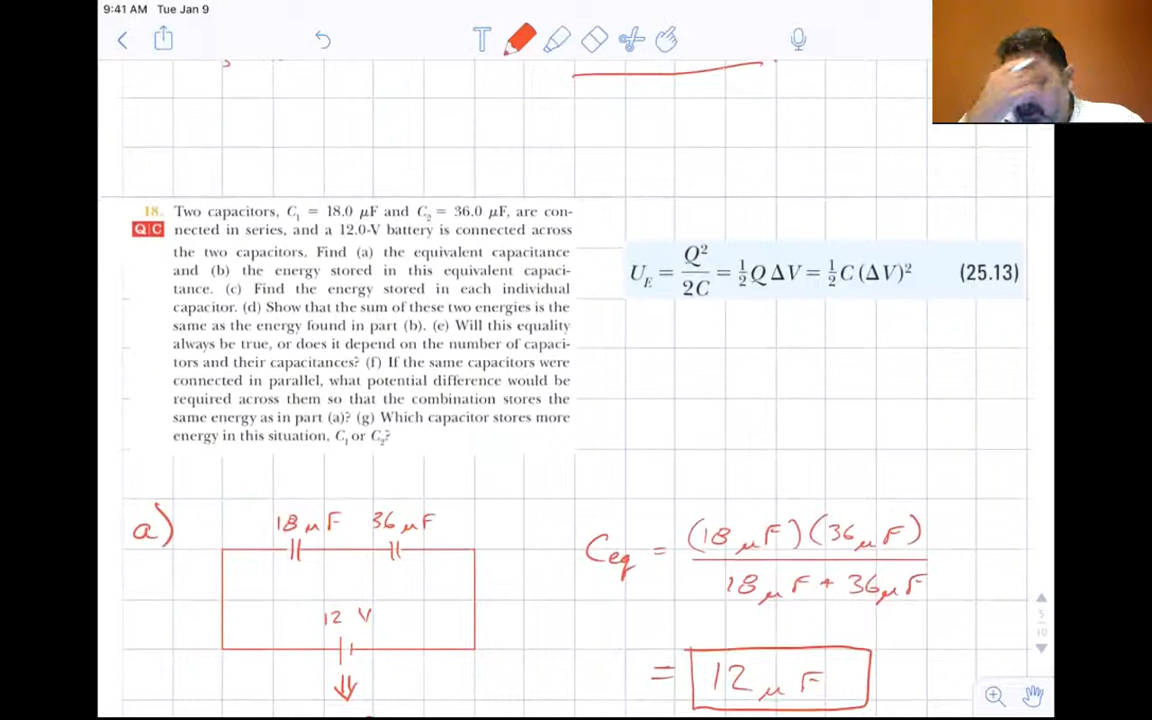 9:41 AM Tue Jan 9
T
18. Two capacitors, C₁ = 18.0 μF and C₂ = 36.0 μF, are con-
Q|C nected in series, and a 12.0-V battery is connected across
the two capacitors. Find (a) the equivalent capacitance
and (b) the energy stored in this equivalent capaci-
tance. (c) Find the energy stored in each individual
capacitor. (d) Show that the sum of these two energies is the
same as the energy found in part (b). (e) Will this equality
always be true, or does it depend on the number of capaci-
tors and their capacitances? (f) If the same capacitors were
connected in parallel, what potential difference would be
required across them so that the combination stores the
same energy as in part (a)? (g) Which capacitor stores more
energy in this situation, C₁ or C₂?
U_E = Q²/2C = ½QΔV = ½C(ΔV)² (25.13)
a)
18 μF 36 μF
12 V
Ceq = (18 μF)(36 μF)
18 μF + 36 μF
= 12 μF
5
10